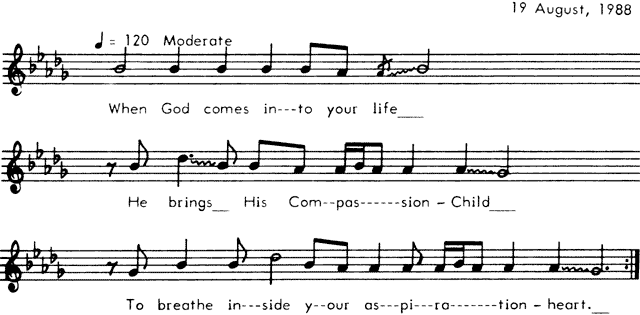 19 August, 1988
♩ = 120 Moderate
When God comes in---to your life___
He brings__ His Com--pas------sion - Child___
To breathe in---side y--our as---pi---ra-------tion - heart.__